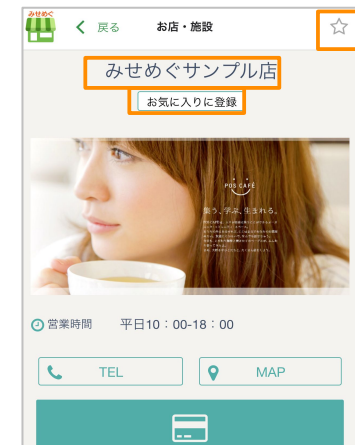 みせめぐ
戻る
お店・施設
みせめぐサンプル店
お気に入りに登録
POS CAFÉ
集う、学ぶ、生まれる。
営業時間 平日10：00-18：00
TEL
MAP